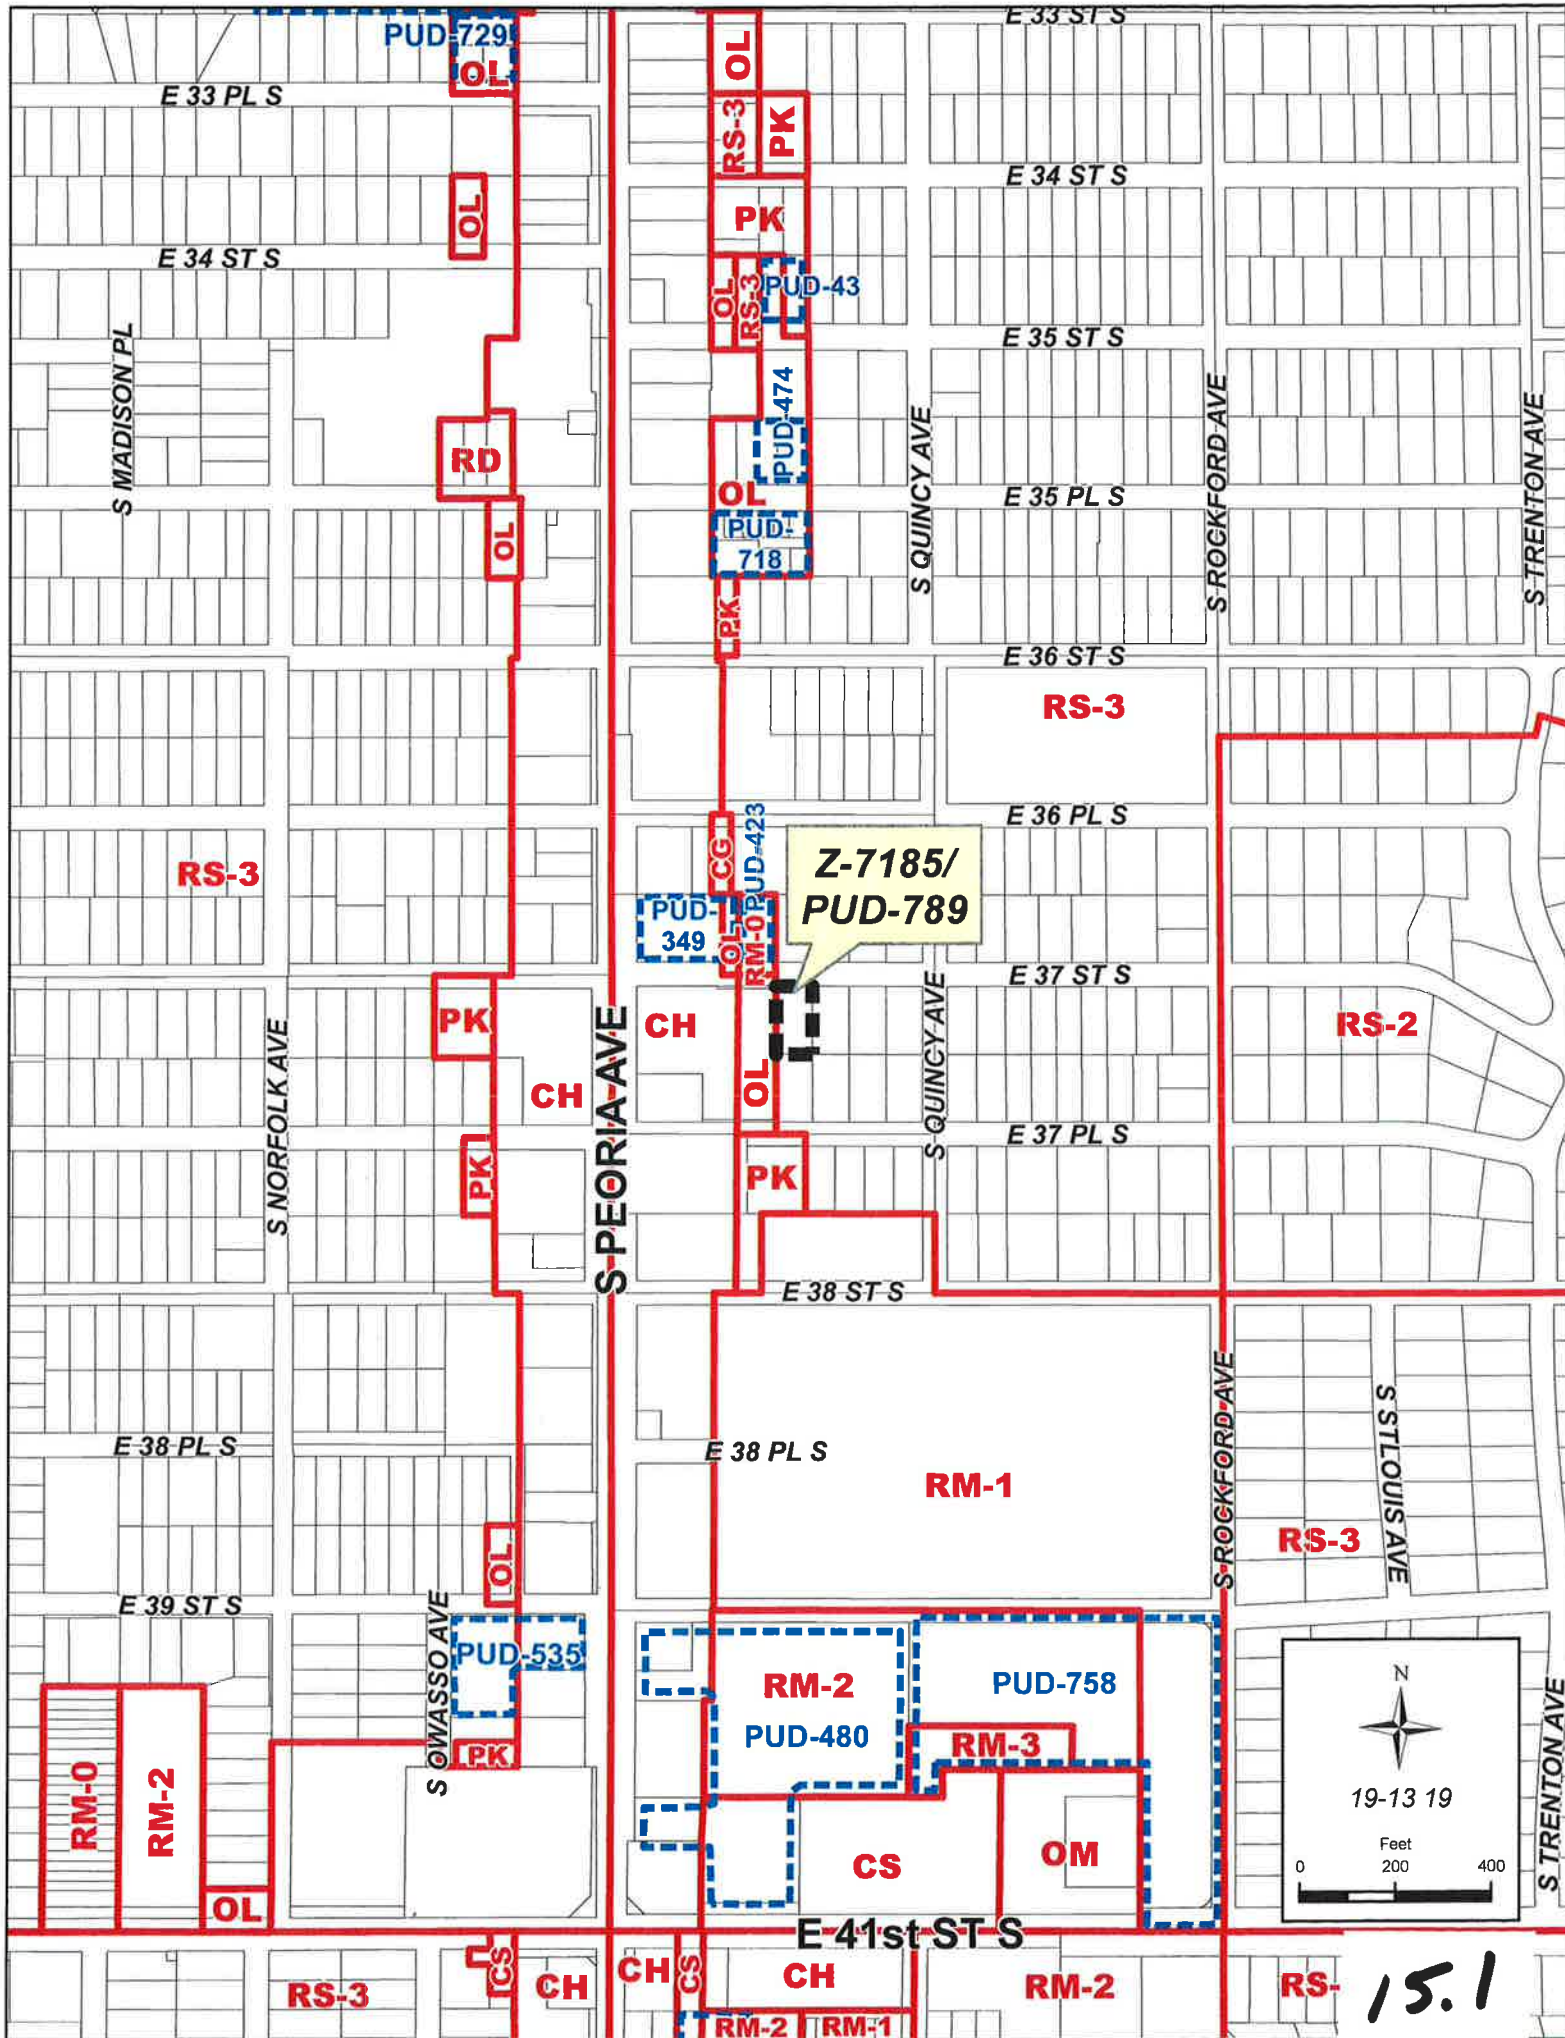 E 33 ST S
PUD-729
OL
OL
E 33 PL S
RS-3
PK
E 34 ST S
OL
PK
E 34 ST S
OL
RS-3
PUD-43
E 35 ST S
S MADISON PL
PUD-474
S QUINCY AVE
S ROCKFORD AVE
S TRENTON AVE
RD
OL
E 35 PL S
OL
PUD-
718
PK
E 36 ST S
RS-3
E 36 PL S
CG
PUD-423
RS-3
Z-7185/
PUD-789
PUD-
349
OL
RM-0
E 37 ST S
S QUINCY AVE
PK
CH
RS-2
S NORFOLK AVE
CH
S PEORIA AVE
OL
E 37 PL S
PK
PK
E 38 ST S
E 38 PL S
E 38 PL S
RM-1
S ROCKFORD AVE
S STLOUIS AVE
RS-3
OL
E 39 ST S
S OWASSO AVE
PUD-535
RM-2
PUD-480
PUD-758
RM-3
PK
RM-0
RM-2
OL
CS
OM
N
19-13 19
Feet
0 200 400
S TRENTON AVE
E 41st ST S
RS-3
CS
CH
CH
CS
CH
RM-2
RS-
15.1
RM-2
RM-1